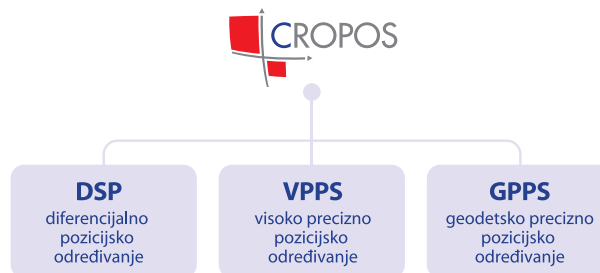 CROPOS
DSP
diferencijalno
pozicijsko
određivanje
VPPS
visoko precizno
pozicijsko
određivanje
GPPS
geodetsko precizno
pozicijsko
određivanje